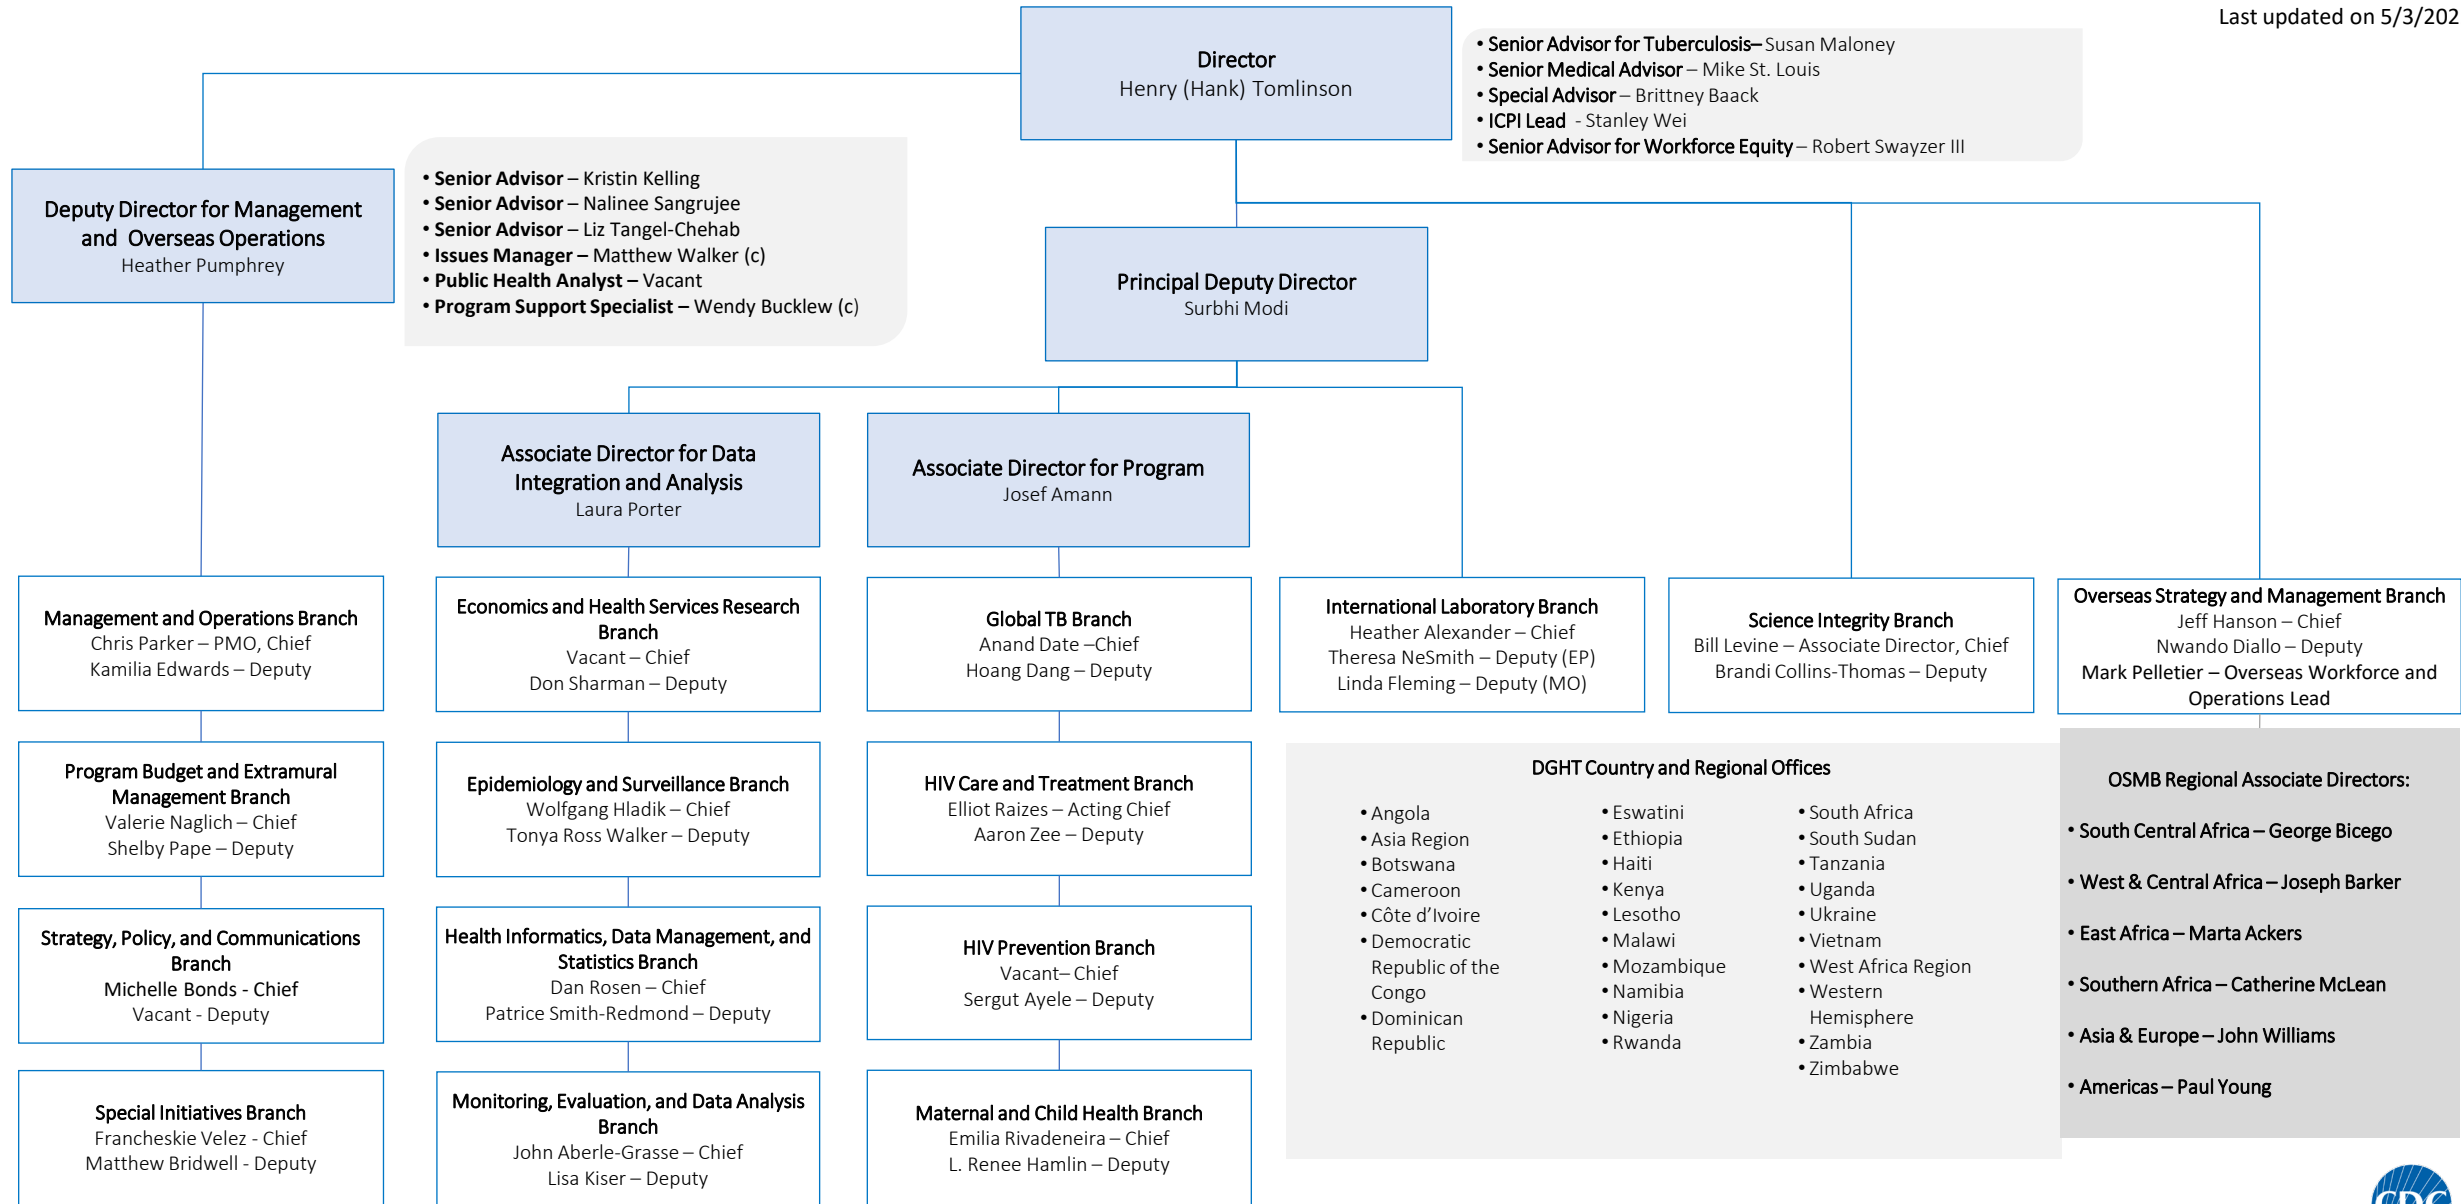 Last updated on 5/3/202
Director
Henry (Hank) Tomlinson
• Senior Advisor for Tuberculosis– Susan Maloney
• Senior Medical Advisor – Mike St. Louis
• Special Advisor – Brittney Baack
• ICPI Lead - Stanley Wei
• Senior Advisor for Workforce Equity – Robert Swayzer III
Deputy Director for Management
and Overseas Operations
Heather Pumphrey
• Senior Advisor – Kristin Kelling
• Senior Advisor – Nalinee Sangrujee
• Senior Advisor – Liz Tangel-Chehab
• Issues Manager – Matthew Walker (c)
• Public Health Analyst – Vacant
• Program Support Specialist – Wendy Bucklew (c)
Principal Deputy Director
Surbhi Modi
Associate Director for Data
Integration and Analysis
Laura Porter
Associate Director for Program
Josef Amann
Management and Operations Branch
Chris Parker – PMO, Chief
Kamilia Edwards – Deputy
Economics and Health Services Research
Branch
Vacant – Chief
Don Sharman – Deputy
Global TB Branch
Anand Date –Chief
Hoang Dang – Deputy
International Laboratory Branch
Heather Alexander – Chief
Theresa NeSmith – Deputy (EP)
Linda Fleming – Deputy (MO)
Science Integrity Branch
Bill Levine – Associate Director, Chief
Brandi Collins-Thomas – Deputy
Overseas Strategy and Management Branch
Jeff Hanson – Chief
Nwando Diallo – Deputy
Mark Pelletier – Overseas Workforce and
Operations Lead
Program Budget and Extramural
Management Branch
Valerie Naglich – Chief
Shelby Pape – Deputy
Epidemiology and Surveillance Branch
Wolfgang Hladik – Chief
Tonya Ross Walker – Deputy
HIV Care and Treatment Branch
Elliot Raizes – Acting Chief
Aaron Zee – Deputy
Strategy, Policy, and Communications
Branch
Michelle Bonds - Chief
Vacant - Deputy
Health Informatics, Data Management, and
Statistics Branch
Dan Rosen – Chief
Patrice Smith-Redmond – Deputy
HIV Prevention Branch
Vacant– Chief
Sergut Ayele – Deputy
Special Initiatives Branch
Francheskie Velez - Chief
Matthew Bridwell - Deputy
Monitoring, Evaluation, and Data Analysis
Branch
John Aberle-Grasse – Chief
Lisa Kiser – Deputy
Maternal and Child Health Branch
Emilia Rivadeneira – Chief
L. Renee Hamlin – Deputy
DGHT Country and Regional Offices
• Angola
• Asia Region
• Botswana
• Cameroon
• Côte d’Ivoire
• Democratic
Republic of the
Congo
• Dominican
Republic
• Eswatini
• Ethiopia
• Haiti
• Kenya
• Lesotho
• Malawi
• Mozambique
• Namibia
• Nigeria
• Rwanda
• South Africa
• South Sudan
• Tanzania
• Uganda
• Ukraine
• Vietnam
• West Africa Region
• Western
Hemisphere
• Zambia
• Zimbabwe
OSMB Regional Associate Directors:
• South Central Africa – George Bicego
• West & Central Africa – Joseph Barker
• East Africa – Marta Ackers
• Southern Africa – Catherine McLean
• Asia & Europe – John Williams
• Americas – Paul Young
CDC